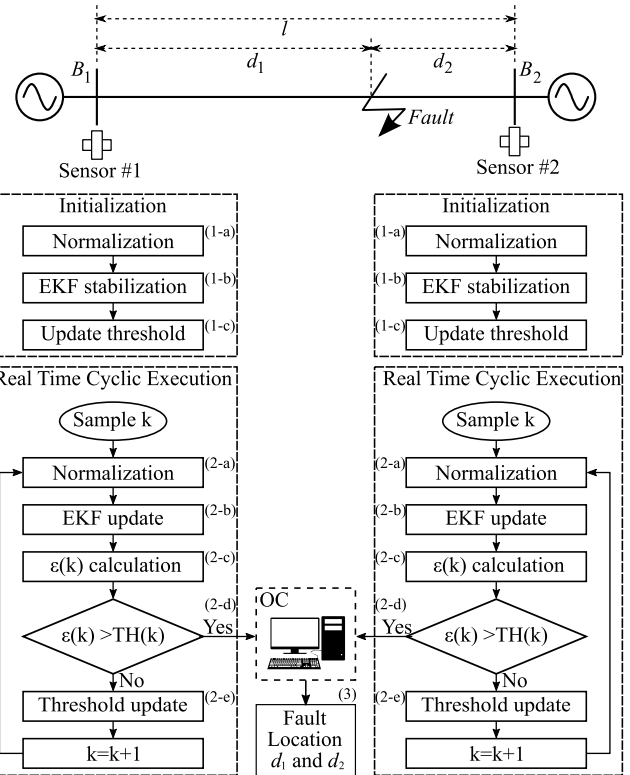 l
d1
d2
B1
B2
Fault
Sensor #1
Sensor #2
Initialization
Normalization
(1-a)
EKF stabilization
(1-b)
Update threshold
(1-c)
Real Time Cyclic Execution
Sample k
Normalization
(2-a)
EKF update
(2-b)
ε(k) calculation
(2-c)
ε(k) >TH(k)
(2-d)
Yes
No
Threshold update
(2-e)
k=k+1
Initialization
(1-a)
Normalization
(1-b)
EKF stabilization
(1-c)
Update threshold
Real Time Cyclic Execution
Sample k
(2-a)
Normalization
(2-b)
EKF update
(2-c)
ε(k) calculation
(2-d)
Yes
ε(k) >TH(k)
No
(2-e)
Threshold update
k=k+1
OC
(3)
Fault
Location
d1 and d2